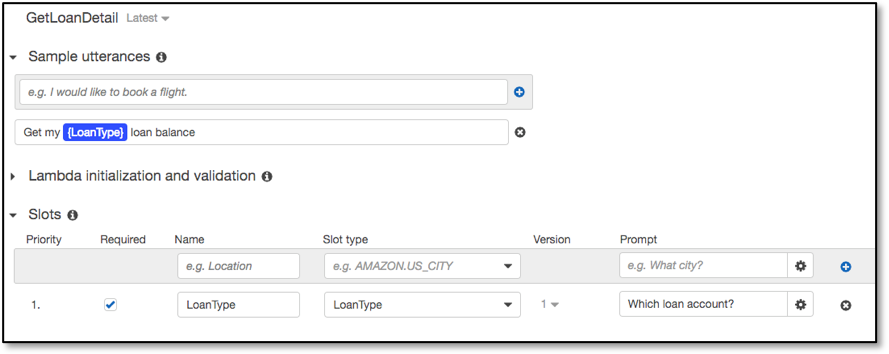 GetLoanDetail Latest
Sample utterances
e.g. I would like to book a flight.
Get my {LoanType} loan balance
Lambda initialization and validation
Slots
Priority Required Name Slot type Version Prompt
e.g. Location e.g. AMAZON.US_CITY e.g. What city?
1. LoanType LoanType 1 Which loan account?